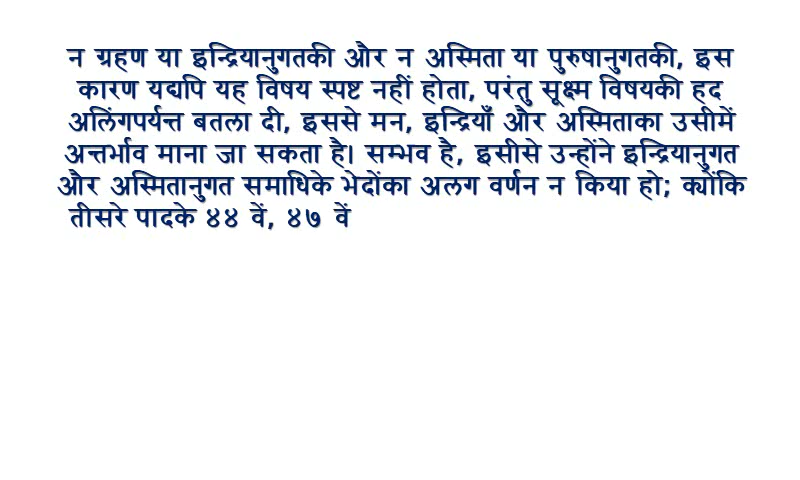 न ग्रहण या इन्द्रियानुगतकी और न अस्मिता या पुरुषानुगतकी, इस
कारण यद्यपि यह विषय स्पष्ट नहीं होता, परंतु सूक्ष्म विषयकी हद
अलिंगपर्यन्त बतला दी, इससे मन, इन्द्रियाँ और अस्मिताका उसीमें
अन्तर्भाव माना जा सकता है। सम्भव है, इसीसे उन्होंने इन्द्रियानुगत
और अस्मितानुगत समाधिके भेदोंका अलग वर्णन न किया हो; क्योंकि
तीसरे पादके ४४ वें, ४७ वें